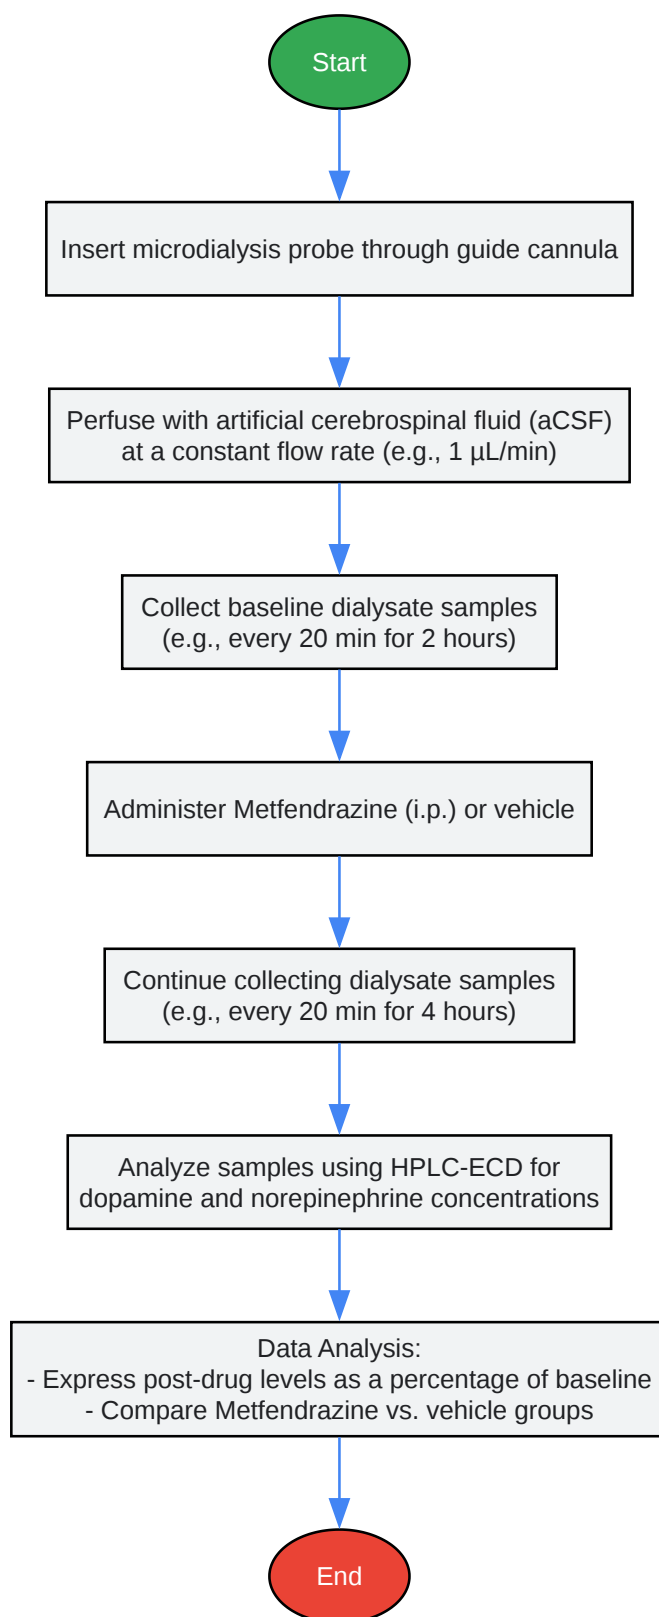 Start
Insert microdialysis probe through guide cannula
Perfuse with artificial cerebrospinal fluid (aCSF)
at a constant flow rate (e.g., 1 µL/min)
Collect baseline dialysate samples
(e.g., every 20 min for 2 hours)
Administer Metfendrazine (i.p.) or vehicle
Continue collecting dialysate samples
(e.g., every 20 min for 4 hours)
Analyze samples using HPLC-ECD for
dopamine and norepinephrine concentrations
Data Analysis:
- Express post-drug levels as a percentage of baseline
- Compare Metfendrazine vs. vehicle groups
End